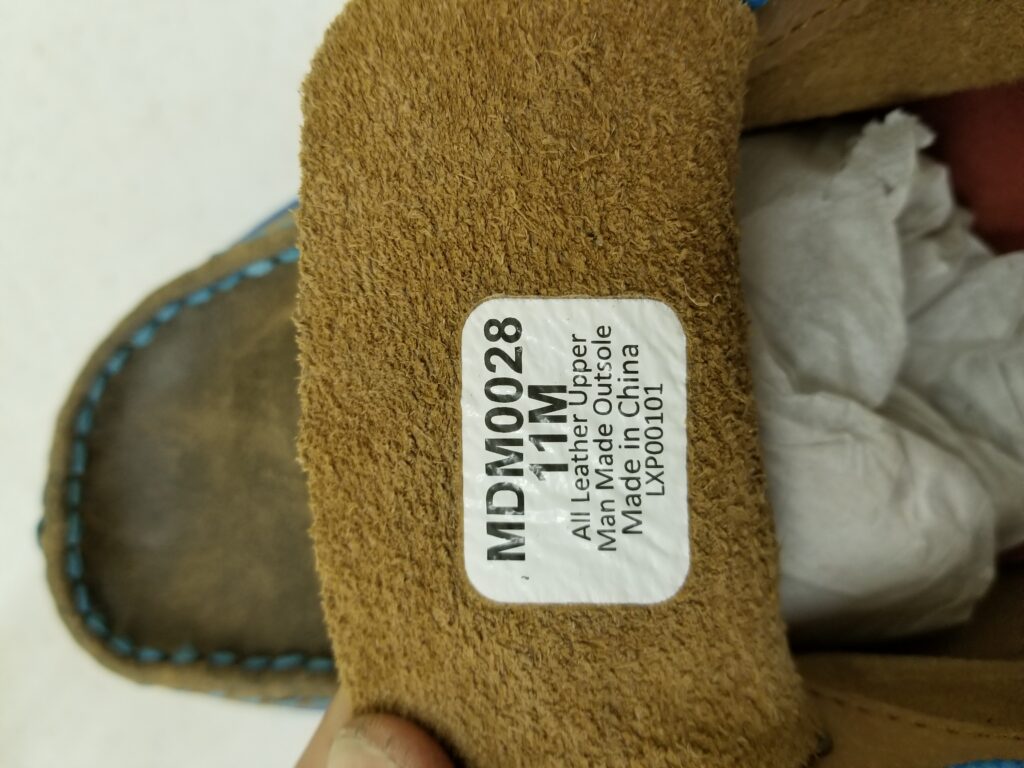 MDM0028
11M
All Leather Upper
Man Made Outsole
Made in China
LXP00101